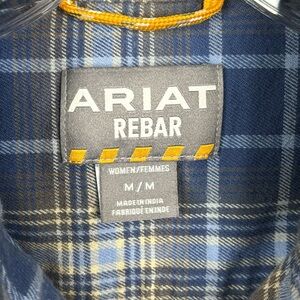 ARIAT
REBAR
WOMEN/FEMMES
M/M
MADE IN INDIA
FABRIQUÉ EN INDE